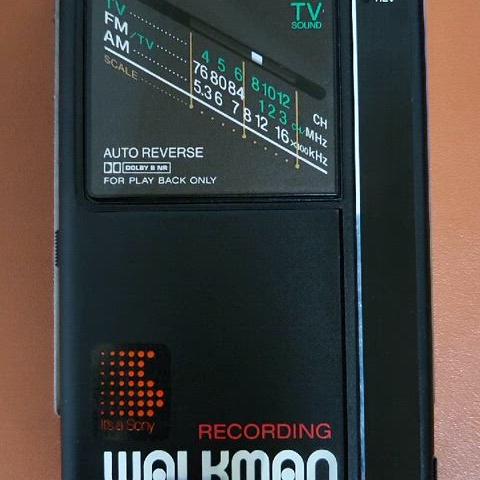 TV
TV
SOUND
FM/TV
AM
SCALE
4 5 6 8 10 12
76 80 84 1 2 3 CH/MHz
5.3 6 7 8 12 16 ×100kHz
CH
AUTO REVERSE
DOLBY B NR
FOR PLAY BACK ONLY
It's a Sony
RECORDING
WALKMAN